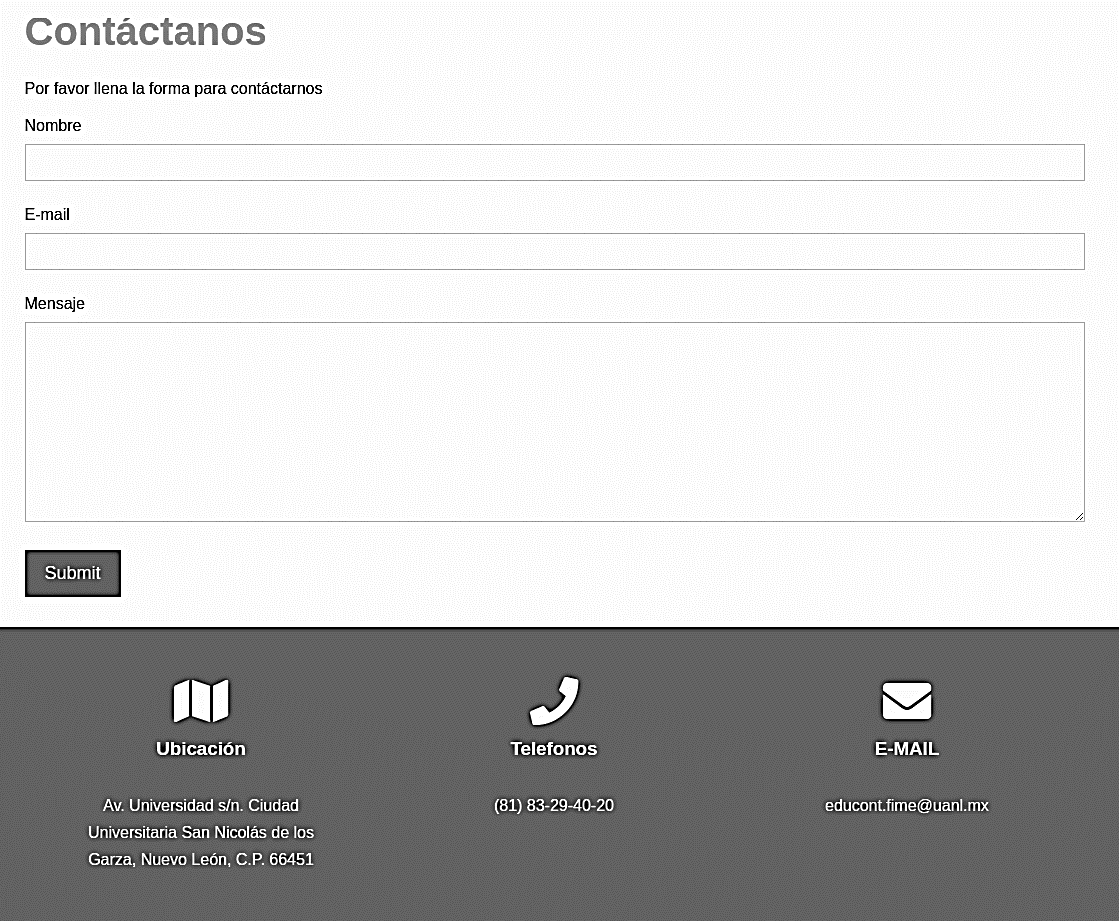 Contáctanos
Por favor llena la forma para contáctarnos
Nombre
E-mail
Mensaje
Submit
Ubicación
Av. Universidad s/n. Ciudad
Universitaria San Nicolás de los
Garza, Nuevo León, C.P. 66451
Telefonos
(81) 83-29-40-20
E-MAIL
educont.fime@uanl.mx